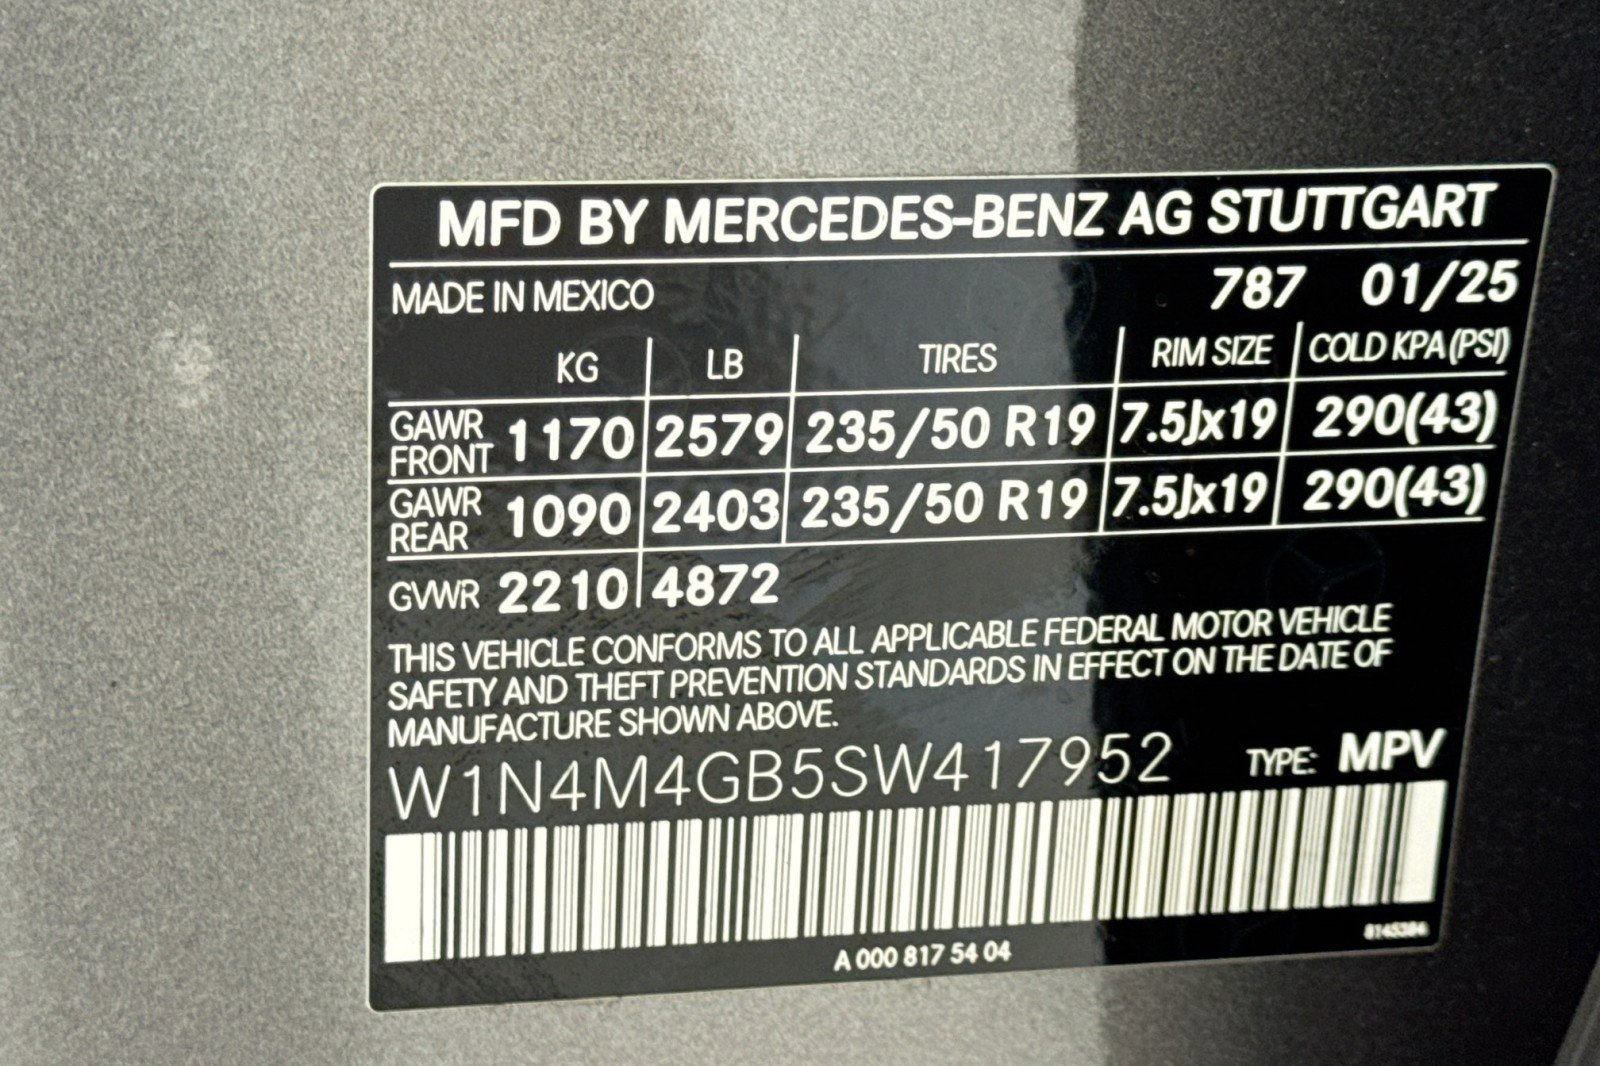 MFD BY MERCEDES-BENZ AG STUTTGART
MADE IN MEXICO 787 01/25
KG LB TIRES RIM SIZE COLD KPA(PSI)
GAWR FRONT 1170 2579 235/50 R19 7.5Jx19 290(43)
GAWR REAR 1090 2403 235/50 R19 7.5Jx19 290(43)
GVWR 2210 4872
THIS VEHICLE CONFORMS TO ALL APPLICABLE FEDERAL MOTOR VEHICLE
SAFETY AND THEFT PREVENTION STANDARDS IN EFFECT ON THE DATE OF
MANUFACTURE SHOWN ABOVE.
W1N4M4GB5SW417952 TYPE: MPV
A 000 817 54 04